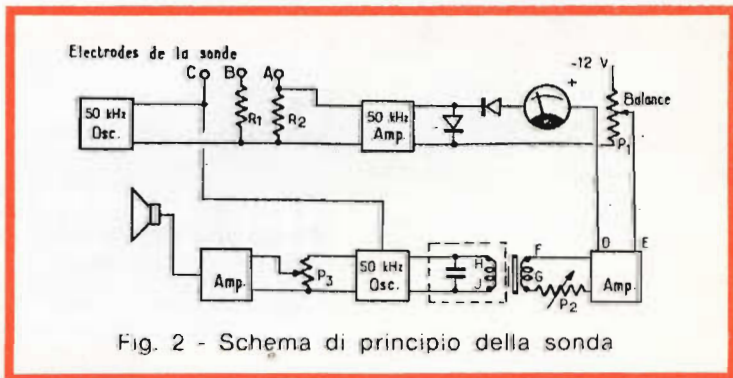 Electrodes de la sonde
C B A
-12 V
+
Balance
50 kHz
Osc.
R1
R2
50 kHz
Amp.
P1
D E
Amp.
P3
50 kHz
Osc.
H
J
F
G
P2
Amp.
Fig. 2 - Schema di principio della sonda